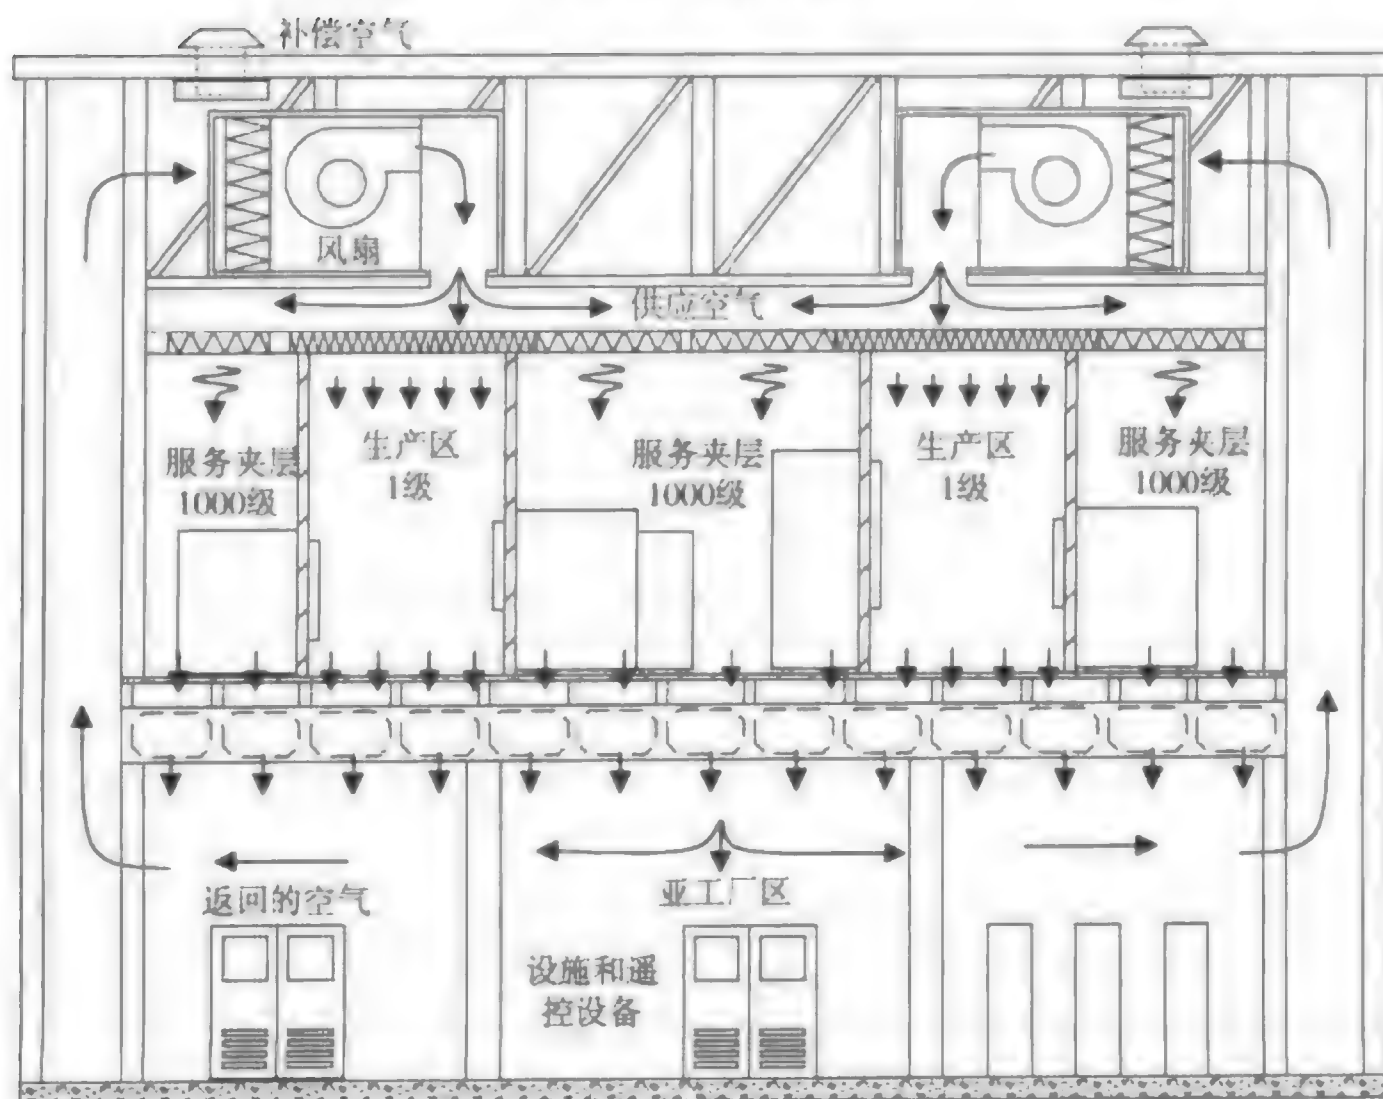 补偿空气
风扇
供应空气
服务夹层
1000级
生产区
1级
服务夹层
1000级
生产区
1级
服务夹层
1000级
返回的空气
亚工厂区
设施和遥
控设备